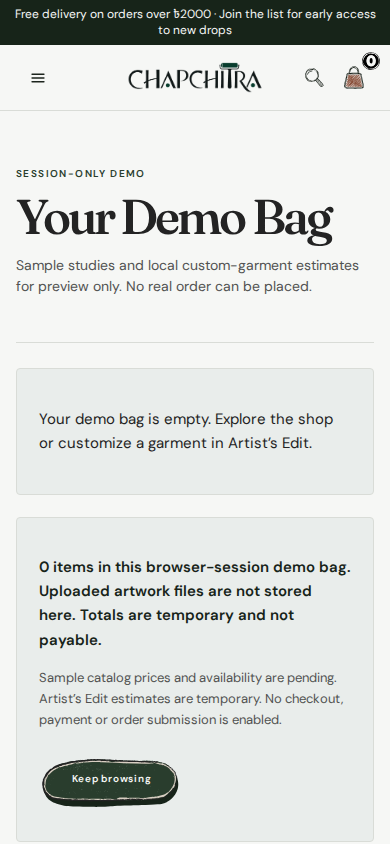 Free delivery on orders over ৳2000 · Join the list for early access
to new drops
CHAPCHITRA
0
SESSION-ONLY DEMO
Your Demo Bag
Sample studies and local custom-garment estimates
for preview only. No real order can be placed.
Your demo bag is empty. Explore the shop
or customize a garment in Artist’s Edit.
0 items in this browser-session demo bag.
Uploaded artwork files are not stored
here. Totals are temporary and not
payable.
Sample catalog prices and availability are pending.
Artist’s Edit estimates are temporary. No checkout,
payment or order submission is enabled.
Keep browsing